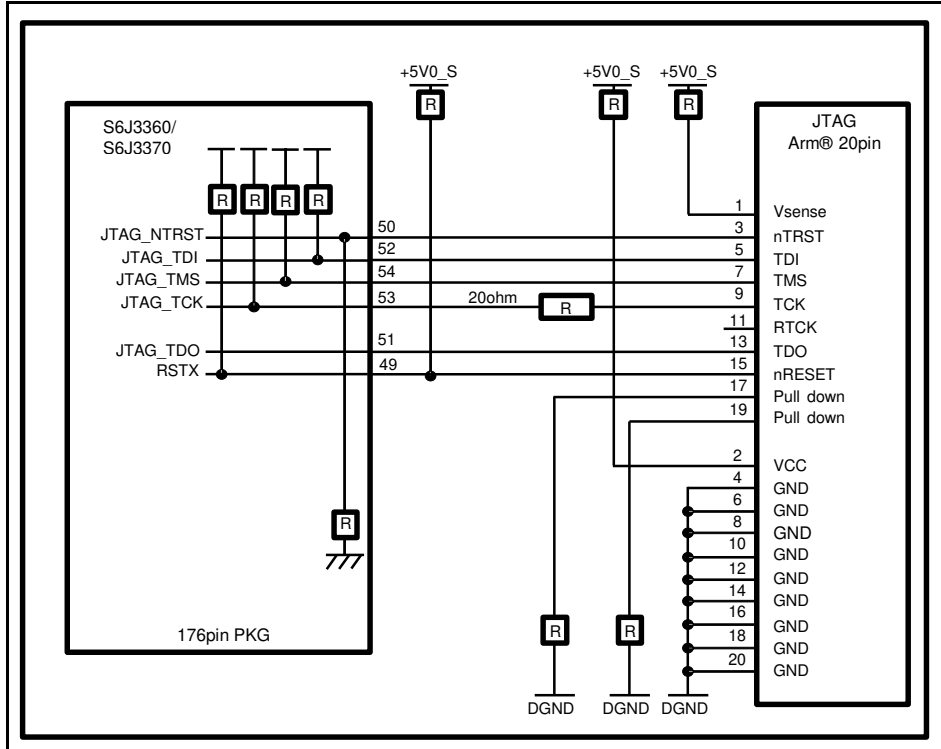 +5V0_S +5V0_S +5V0_S
R R R
S6J3360/
S6J3370
JTAG
Arm® 20pin
R R R R
1 Vsense
JTAG_NTRST 50 3 nTRST
JTAG_TDI 52 5 TDI
JTAG_TMS 54 7 TMS
JTAG_TCK 53 20ohm R 9 TCK
11 RTCK
JTAG_TDO 51 13 TDO
RSTX 49 15 nRESET
17 Pull down
19 Pull down
2 VCC
4 GND
6 GND
R
8 GND
10 GND
12 GND
14 GND
16 GND
176pin PKG R R
18 GND
20 GND
DGND DGND DGND